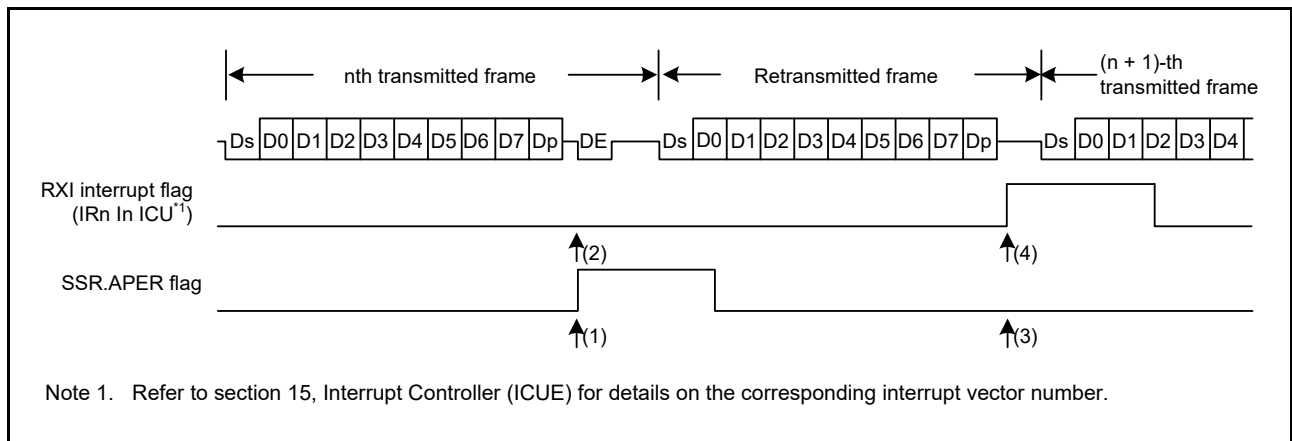 nth transmitted frame
Retransmitted frame
(n + 1)-th
transmitted frame
Ds D0 D1 D2 D3 D4 D5 D6 D7 Dp DE Ds D0 D1 D2 D3 D4 D5 D6 D7 Dp Ds D0 D1 D2 D3 D4
RXI interrupt flag
(IRn In ICU*1)
(2)
(4)
SSR.APER flag
(1)
(3)
Note 1. Refer to section 15, Interrupt Controller (ICUE) for details on the corresponding interrupt vector number.